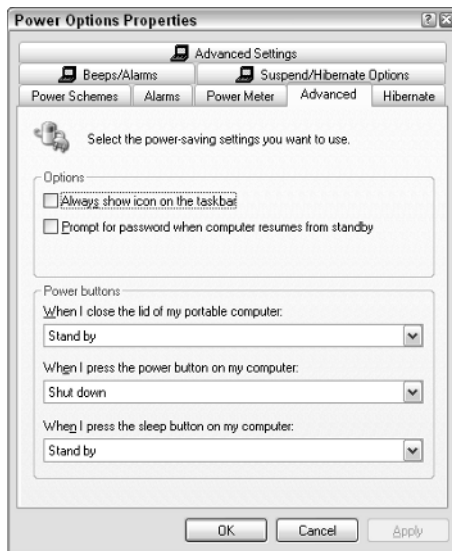 Power Options Properties
Advanced Settings
Beeps/Alarms
Suspend/Hibernate Options
Power Schemes
Alarms
Power Meter
Advanced
Hibernate
Select the power-saving settings you want to use.
Options
Always show icon on the taskbar
Prompt for password when computer resumes from standby
Power buttons
When I close the lid of my portable computer:
Stand by
When I press the power button on my computer:
Shut down
When I press the sleep button on my computer:
Stand by
OK
Cancel
Apply